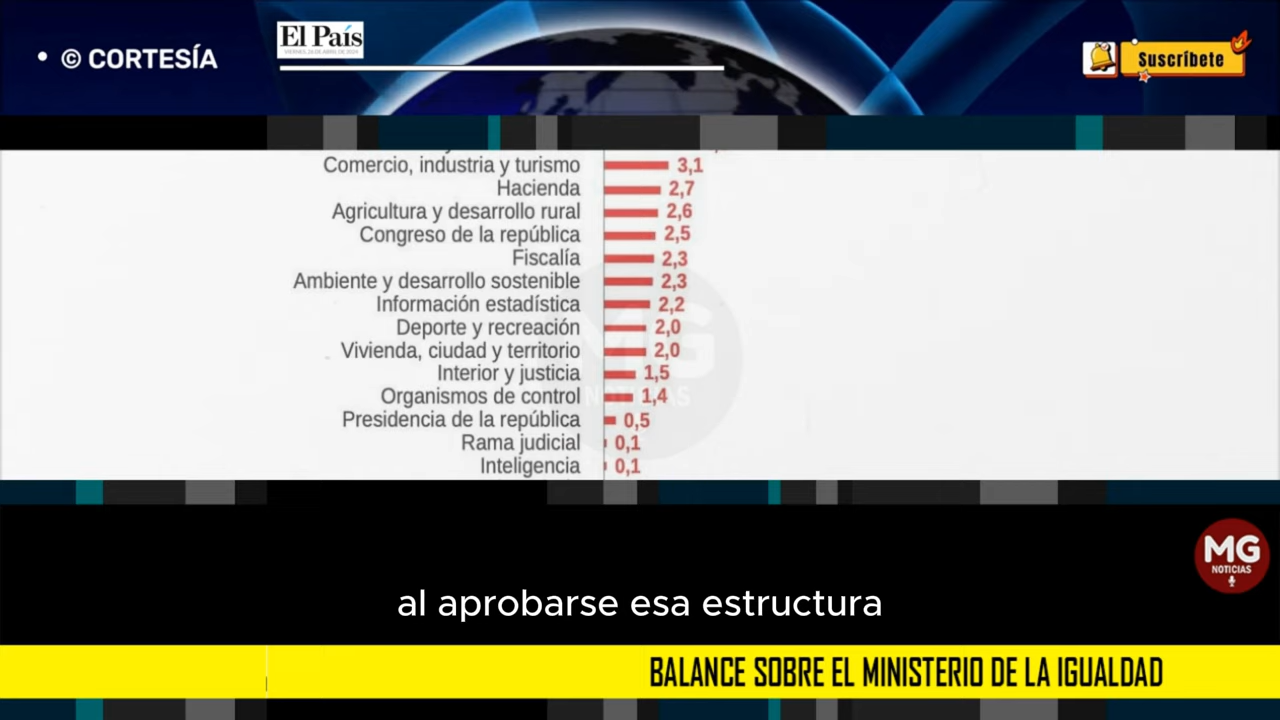 • © CORTESÍA
El País
Suscríbete
Comercio, industria y turismo 3,1
Hacienda 2,7
Agricultura y desarrollo rural 2,6
Congreso de la república 2,5
Fiscalía 2,3
Ambiente y desarrollo sostenible 2,3
Información estadística 2,2
Deporte y recreación 2,0
Vivienda, ciudad y territorio 2,0
Interior y justicia 1,5
Organismos de control 1,4
Presidencia de la república 0,5
Rama judicial 0,1
Inteligencia 0,1
MG
NOTICIAS
MG
NOTICIAS
al aprobarse esa estructura
BALANCE SOBRE EL MINISTERIO DE LA IGUALDAD